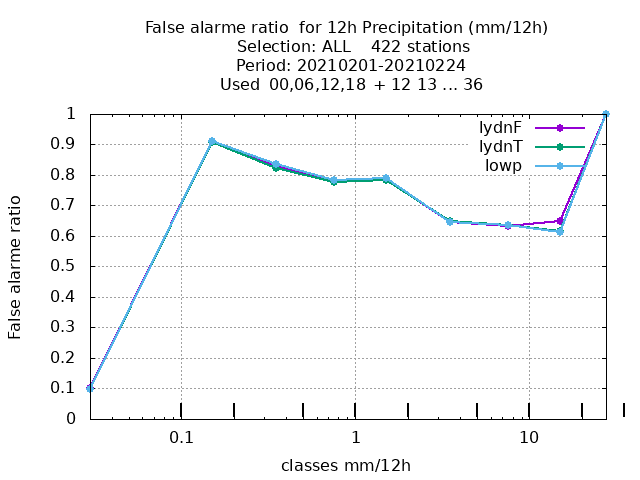 False alarme ratio  for 12h Precipitation (mm/12h)
Selection: ALL    422 stations
Period: 20210201-20210224
Used  00,06,12,18  + 12 13 ... 36
1
0.9
0.8
0.7
0.6
0.5
0.4
0.3
0.2
0.1
0
False alarme ratio
lydnF
lydnT
lowp
0.1
1
10
classes mm/12h